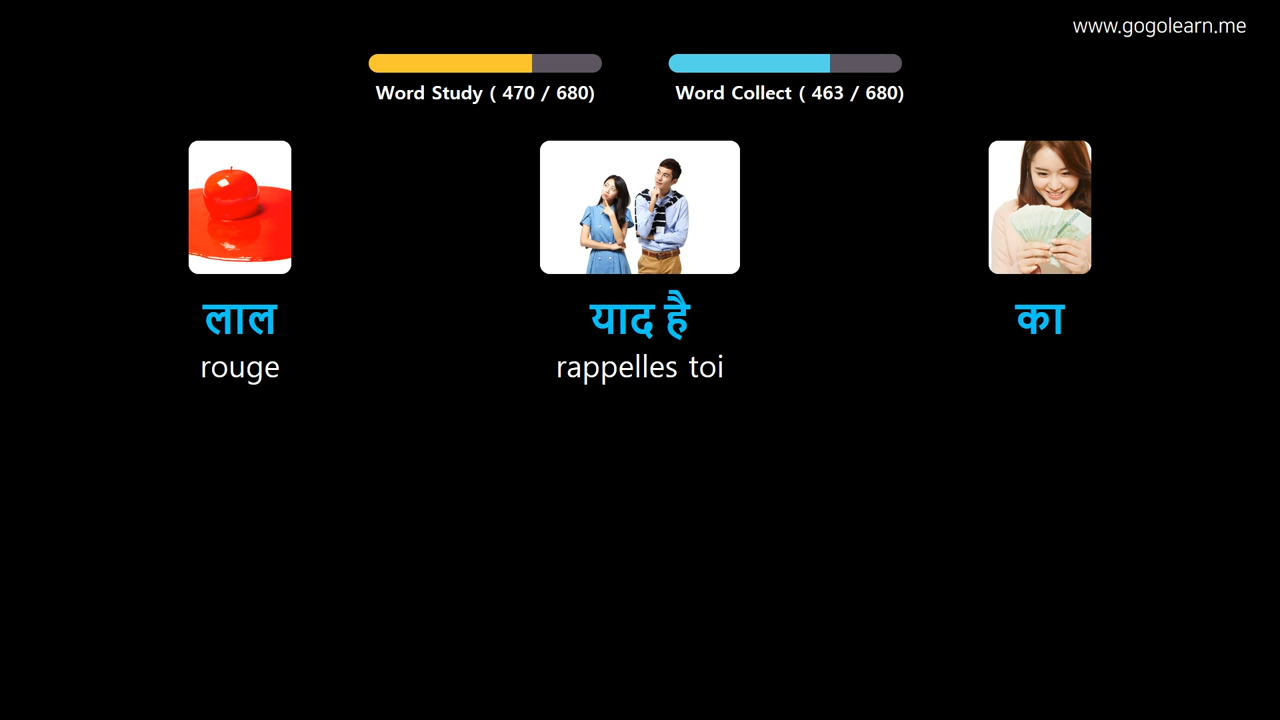 www.gogolearn.me
Word Study ( 470 / 680)
Word Collect ( 463 / 680)
लाल
याद है
का
rouge
rappelles toi